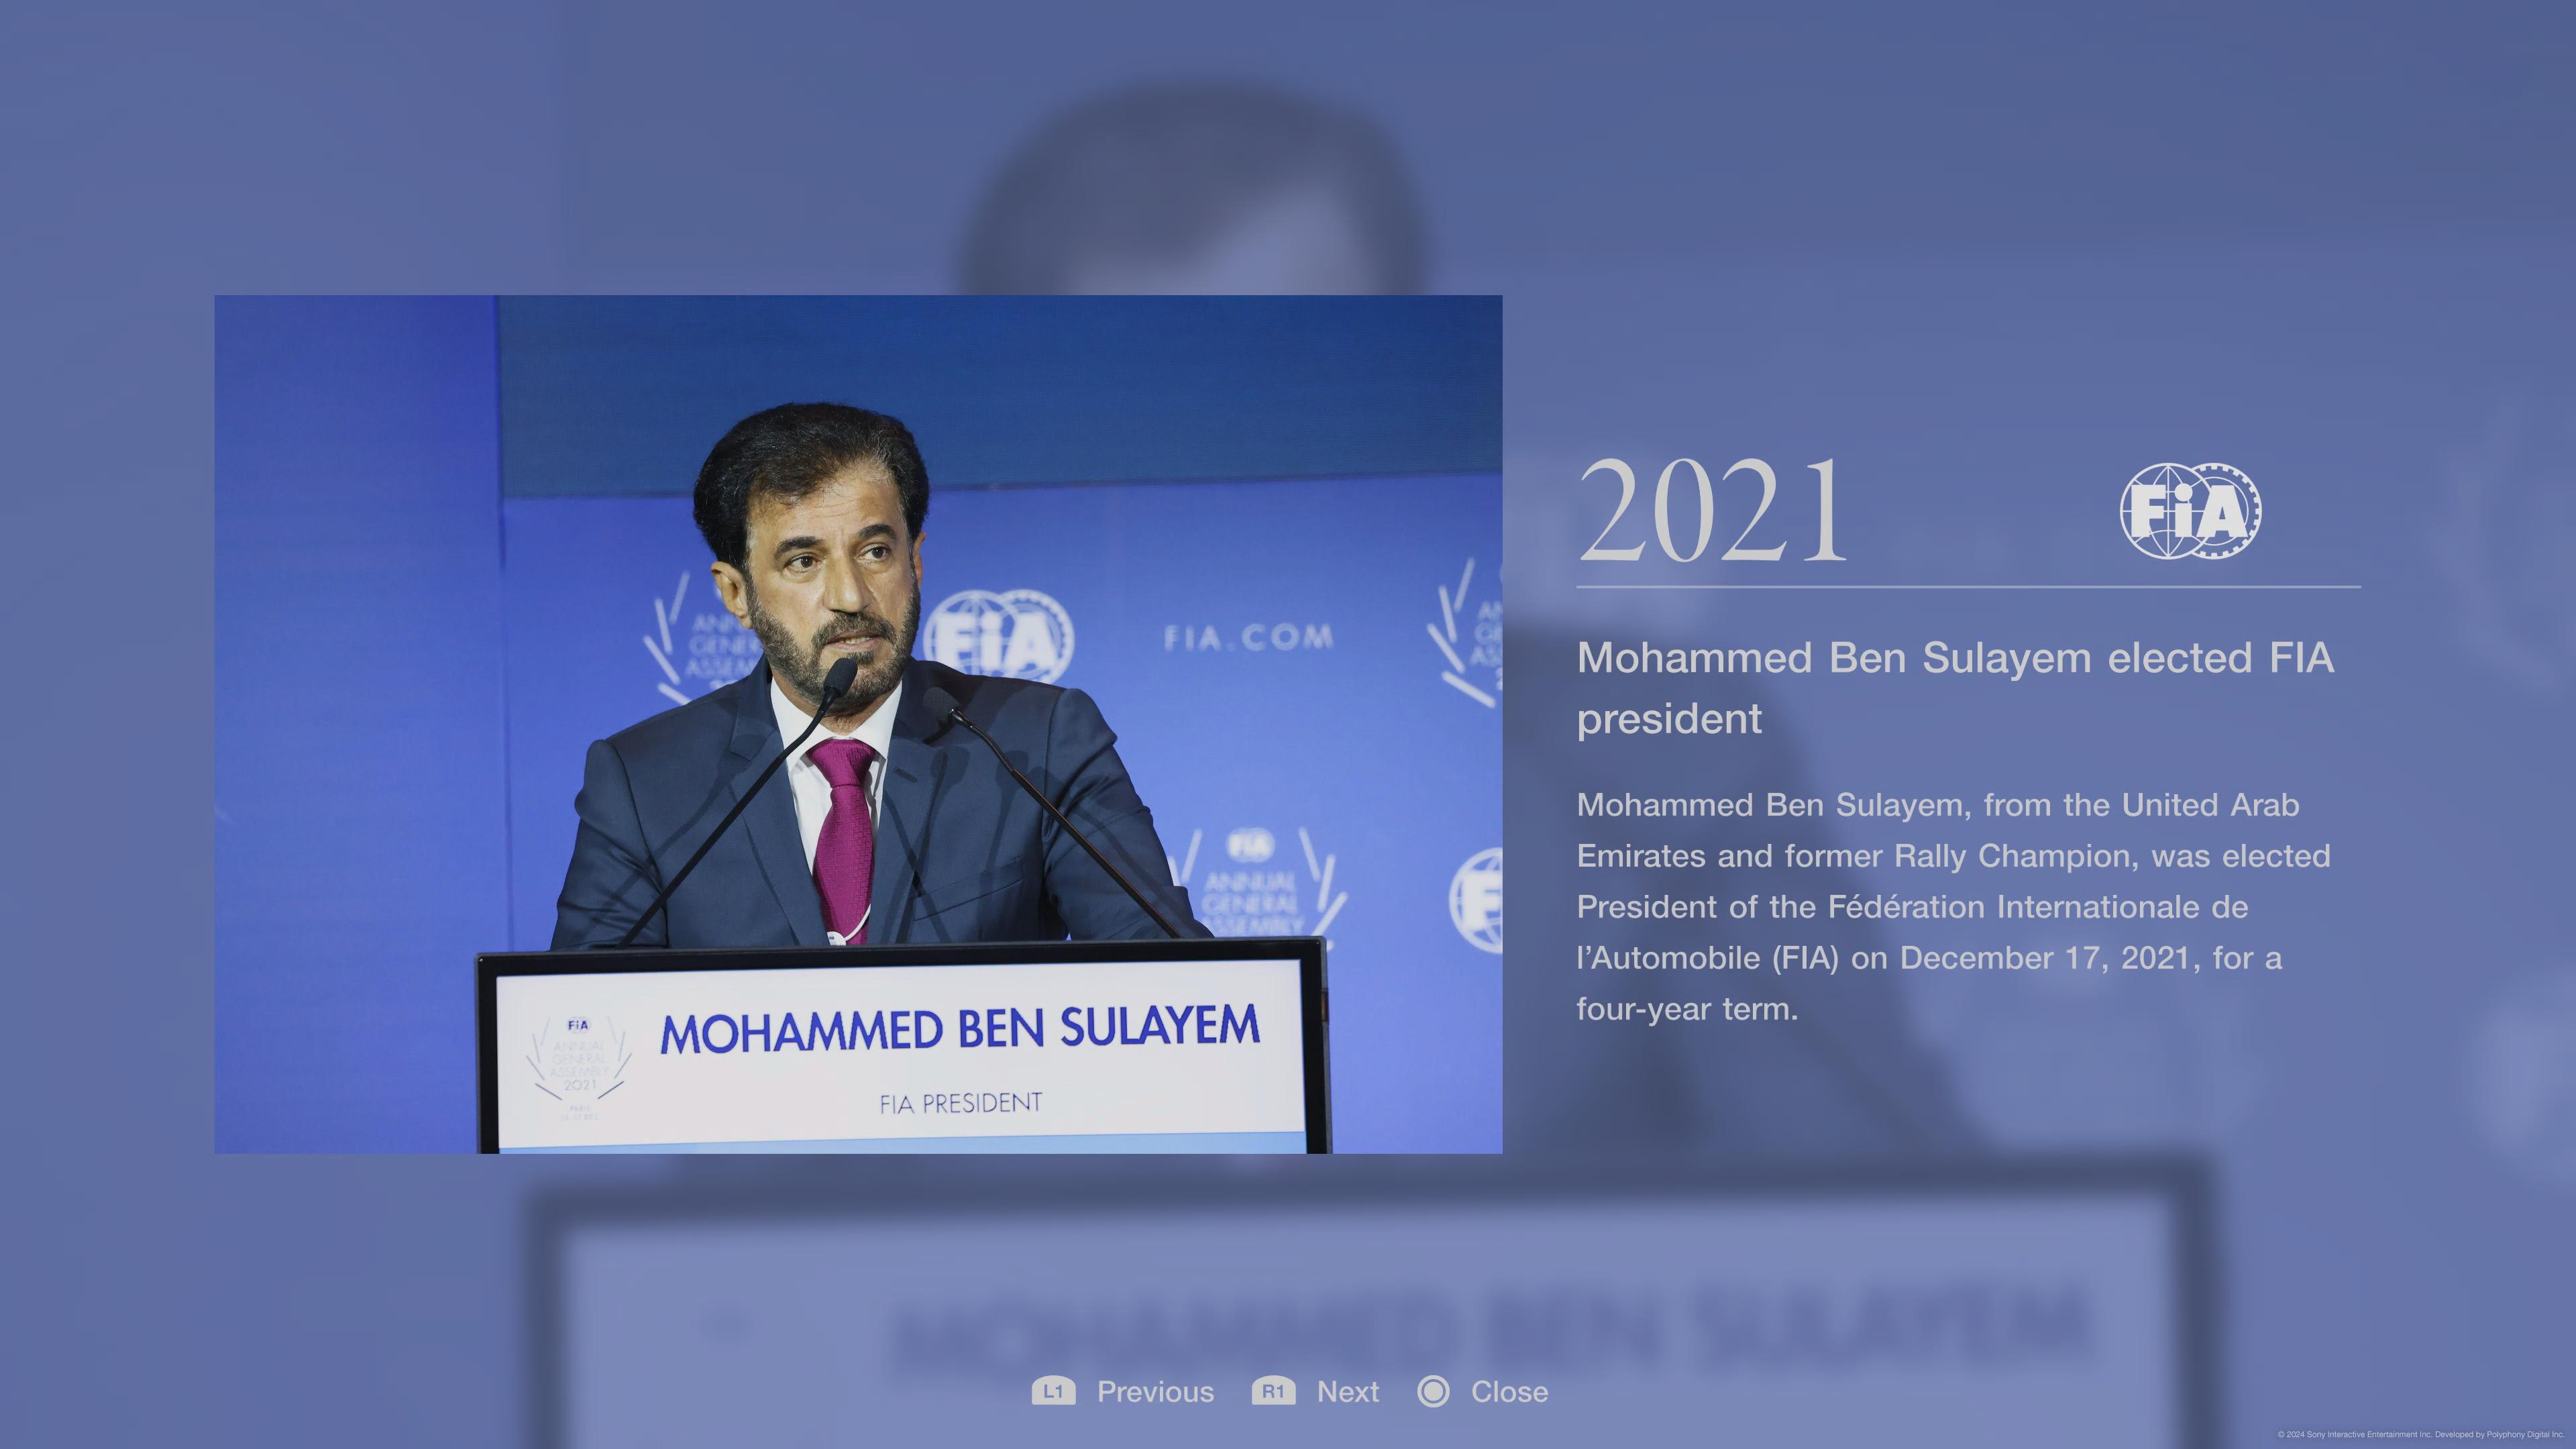 2021
FiA
Mohammed Ben Sulayem elected FIA
president
Mohammed Ben Sulayem, from the United Arab
Emirates and former Rally Champion, was elected
President of the Fédération Internationale de
l’Automobile (FIA) on December 17, 2021, for a
four-year term.
FiA
FIA.COM
FiA
ANNUAL
GENERAL
ASSEMBLY
FiA
ANNUAL
GENERAL
ASSEMBLY
2021
PARIS
MOHAMMED BEN SULAYEM
FIA PRESIDENT
MOHAMMED BEN SULAYEM
L1 Previous R1 Next Close
© 2024 Sony Interactive Entertainment Inc. Developed by Polyphony Digital Inc.